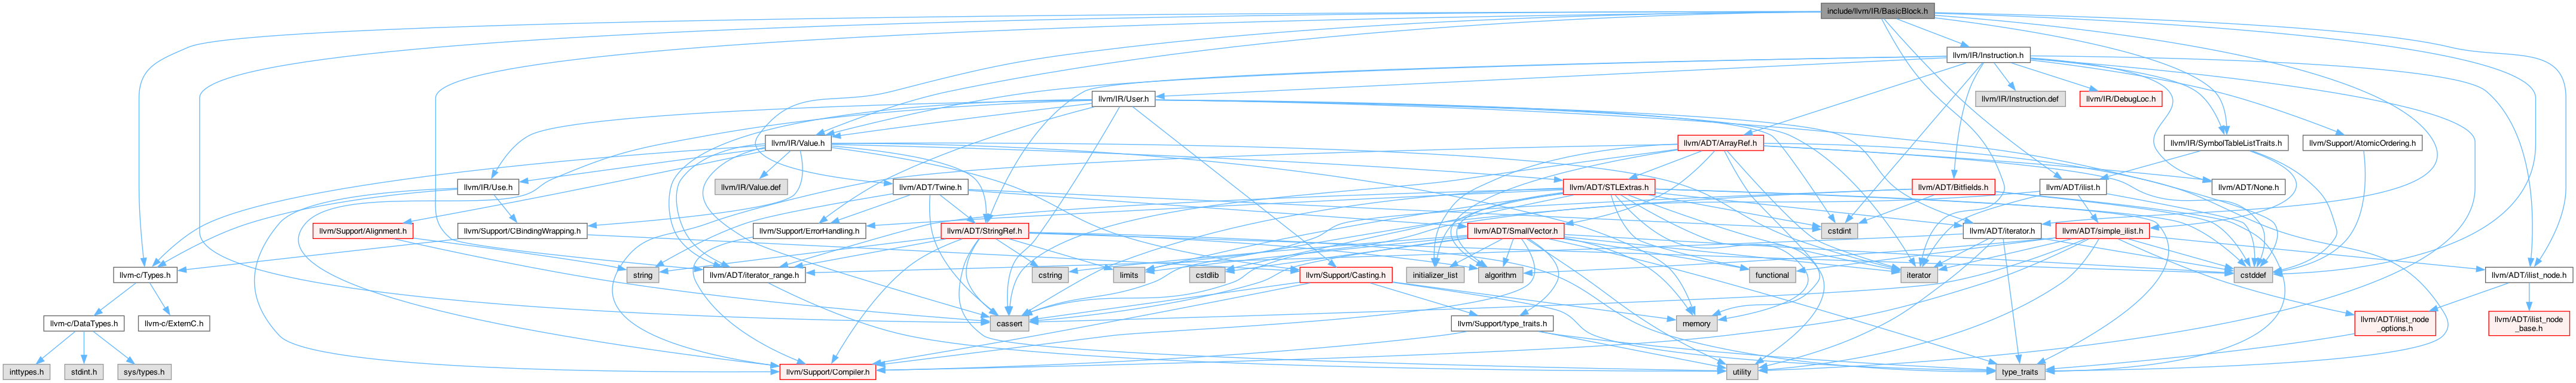 include/llvm/IR/BasicBlock.h
llvm/IR/Instruction.h
llvm/IR/User.h
llvm/IR/Instruction.def
llvm/IR/DebugLoc.h
llvm/IR/Value.h
llvm/ADT/ArrayRef.h
llvm/IR/SymbolTableListTraits.h
llvm/Support/AtomicOrdering.h
llvm/IR/Use.h
llvm/IR/Value.def
llvm/ADT/Twine.h
llvm/ADT/STLExtras.h
llvm/ADT/Bitfields.h
llvm/ADT/ilist.h
llvm/ADT/None.h
llvm/Support/Alignment.h
llvm/Support/CBindingWrapping.h
llvm/Support/ErrorHandling.h
llvm/ADT/StringRef.h
llvm/ADT/SmallVector.h
cstdint
llvm/ADT/iterator.h
llvm/ADT/simple_ilist.h
llvm-c/Types.h
string
llvm/ADT/iterator_range.h
cstring
limits
cstdlib
llvm/Support/Casting.h
initializer_list
algorithm
functional
iterator
cstddef
llvm/ADT/ilist_node.h
llvm-c/DataTypes.h
llvm-c/ExternC.h
cassert
llvm/Support/type_traits.h
memory
llvm/ADT/ilist_node
_options.h
llvm/ADT/ilist_node
_base.h
inttypes.h
stdint.h
sys/types.h
llvm/Support/Compiler.h
utility
type_traits